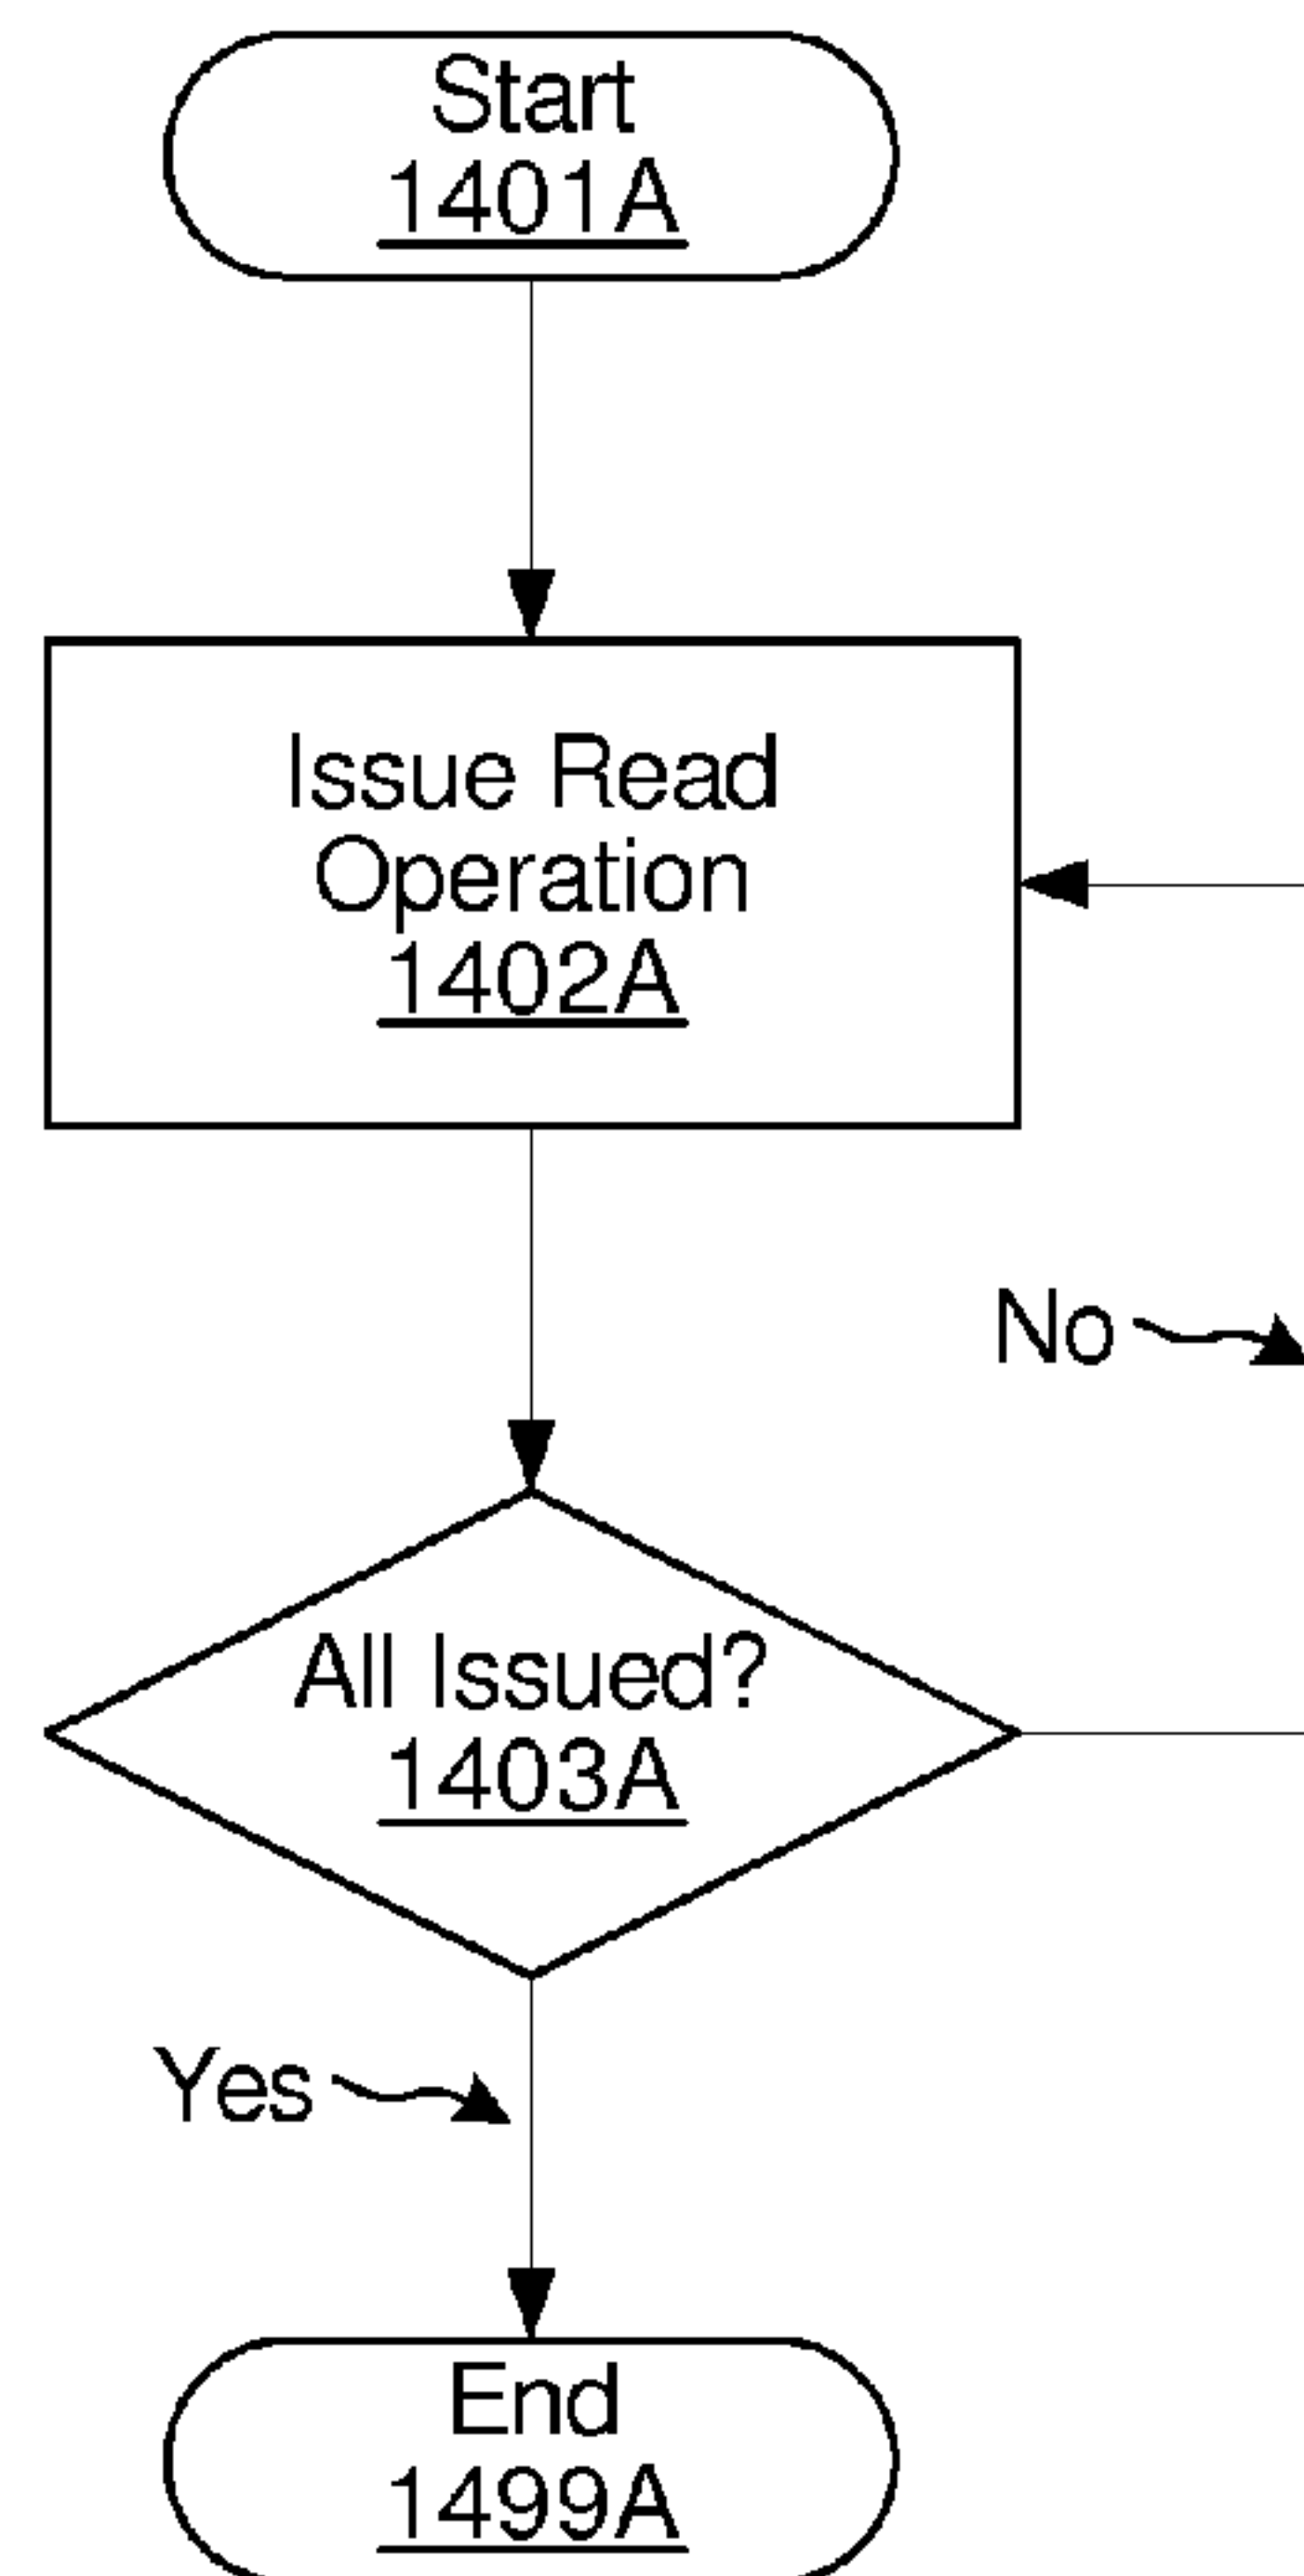 Start
1401A
Issue Read
Operation
1402A
No
All Issued?
1403A
Yes
End
1499A